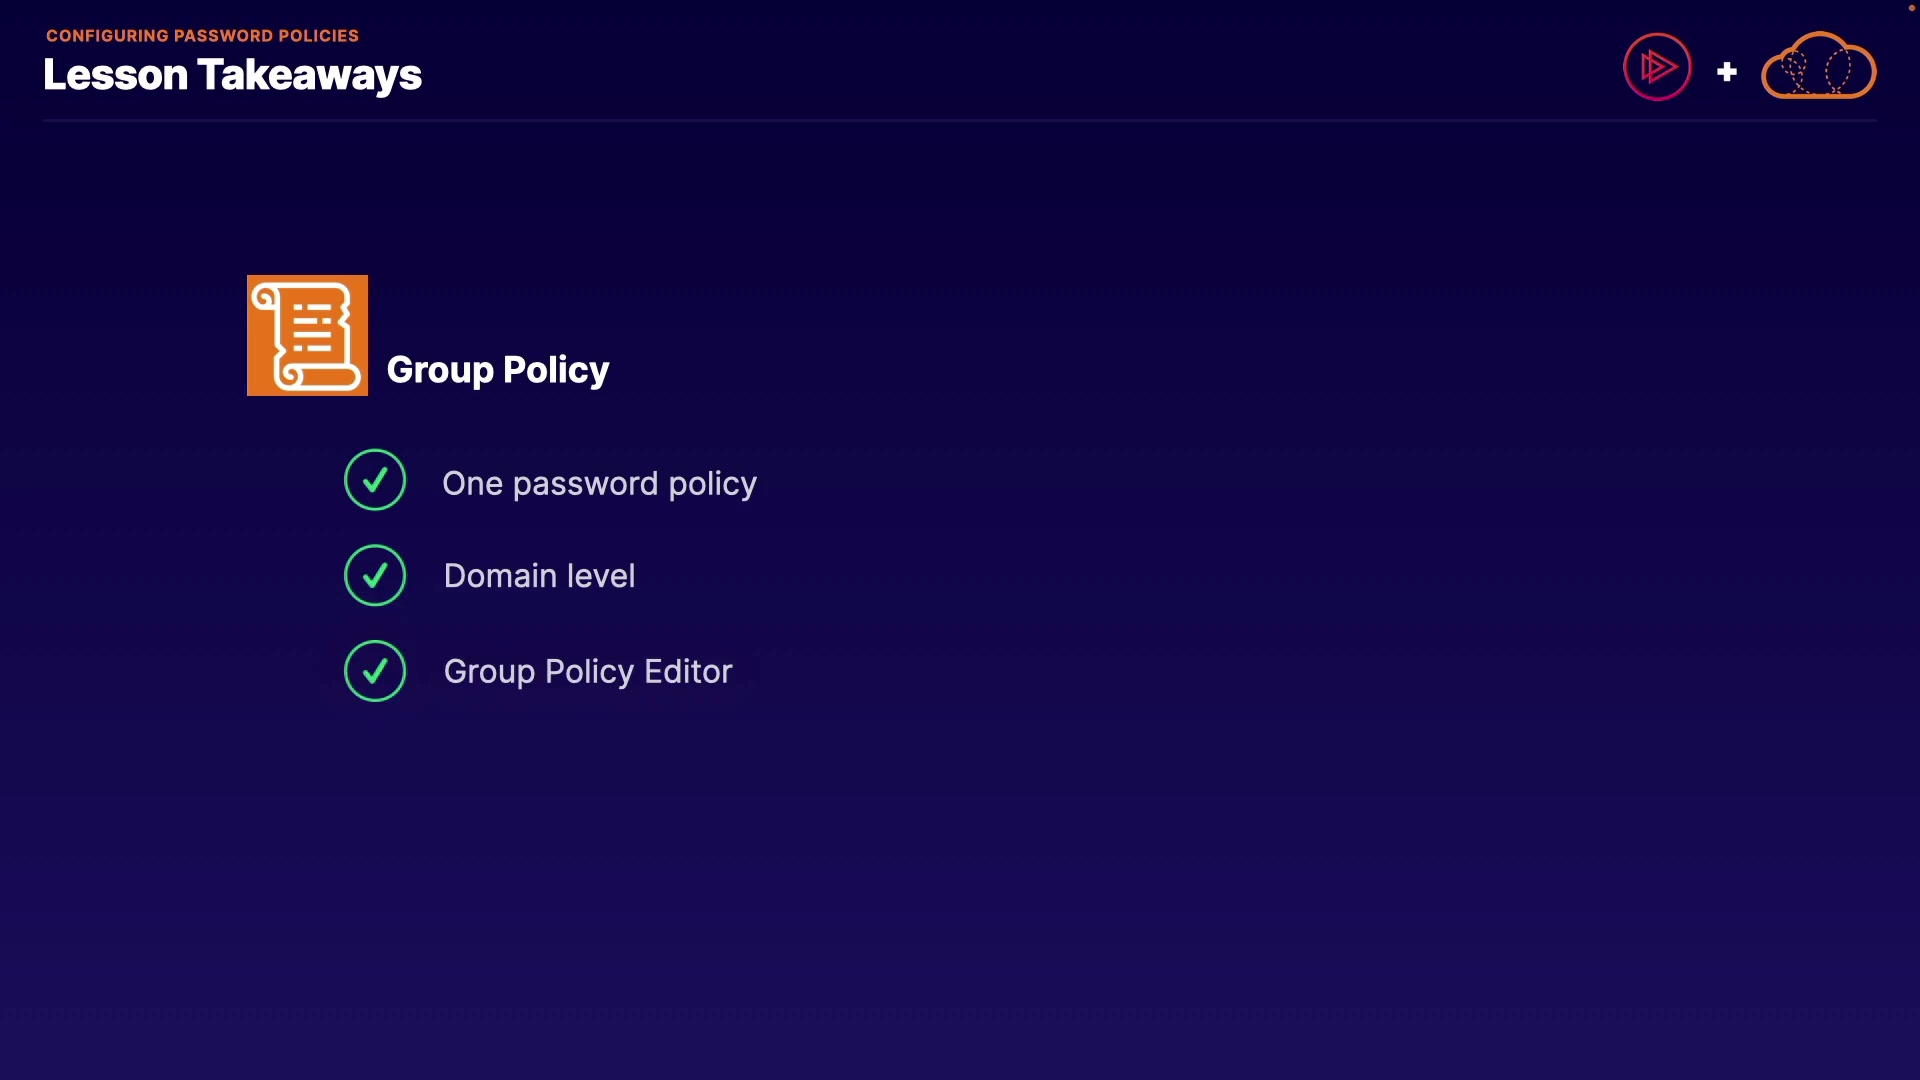 CONFIGURING PASSWORD POLICIES
Lesson Takeaways
Group Policy
One password policy
Domain level
Group Policy Editor